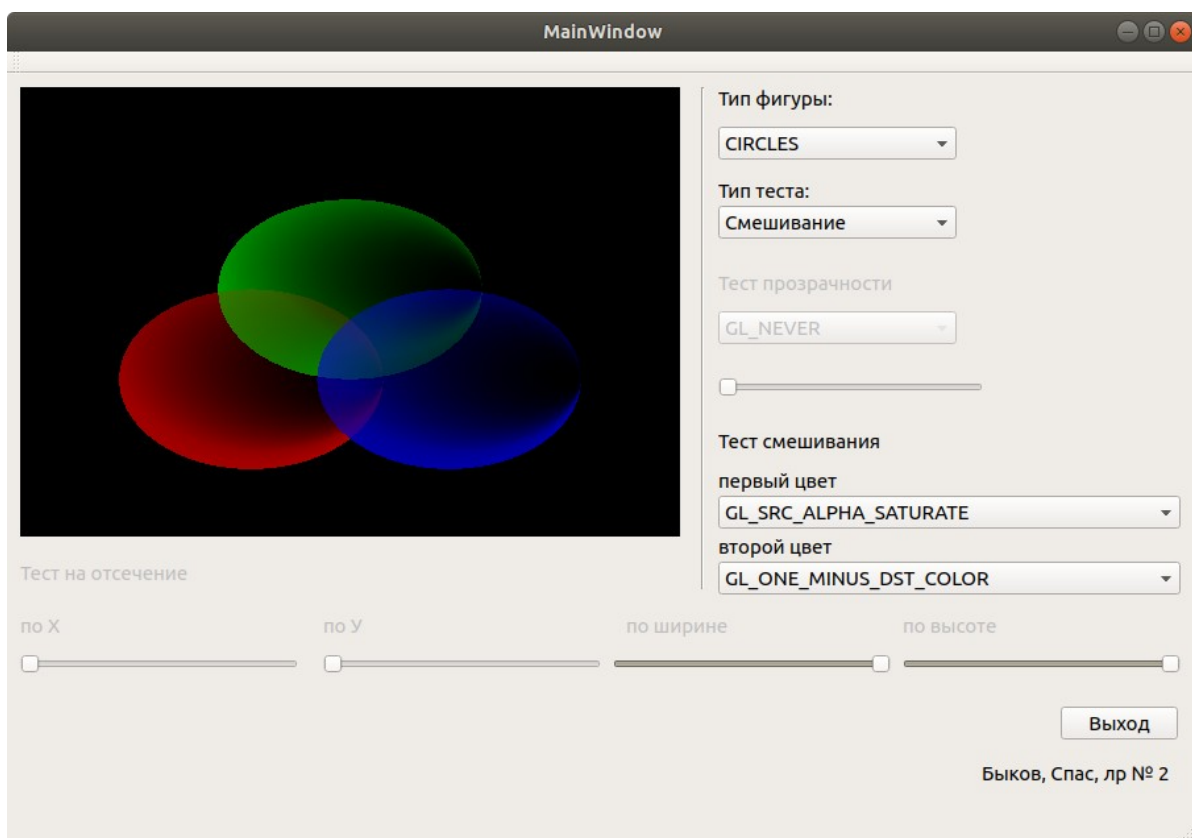 MainWindow
Тип фигуры:
CIRCLES
Тип теста:
Смешивание
Тест прозрачности
GL_NEVER
Тест смешивания
первый цвет
GL_SRC_ALPHA_SATURATE
второй цвет
GL_ONE_MINUS_DST_COLOR
Тест на отсечение
по X по У по ширине по высоте
Выход
Быков, Спас, лр № 2